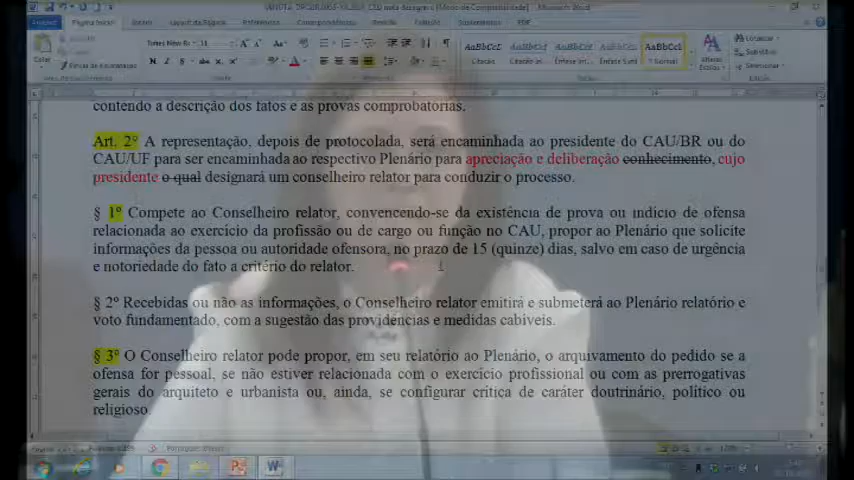 Página Inicial
AaBbCcI AaBbCcI AaBbCcI AaBbCcI AaBbCcI
contendo a descrição dos fatos e as provas comprobatórias.
Art. 2º A representação, depois de protocolada, será encaminhada ao presidente do CAU/BR ou do
CAU/UF para ser encaminhada ao respectivo Plenário para apreciação e deliberação conhecimento, cujo
presidente o qual designará um conselheiro relator para conduzir o processo.
§ 1º Compete ao Conselheiro relator, convencendo-se da existência de prova ou indício de ofensa
relacionada ao exercício da profissão ou de cargo ou função no CAU, propor ao Plenário que solicite
informações da pessoa ou autoridade ofensora, no prazo de 15 (quinze) dias, salvo em caso de urgência
e notoriedade do fato a critério do relator.
§ 2º Recebidas ou não as informações, o Conselheiro relator emitirá e submeterá ao Plenário relatório e
voto fundamentado, com a sugestão das providências e medidas cabíveis.
§ 3º O Conselheiro relator pode propor, em seu relatório ao Plenário, o arquivamento do pedido se a
ofensa for pessoal, se não estiver relacionada com o exercício profissional ou com as prerrogativas
gerais do arquiteto e urbanista ou, ainda, se configurar crítica de caráter doutrinário, político ou
religioso.